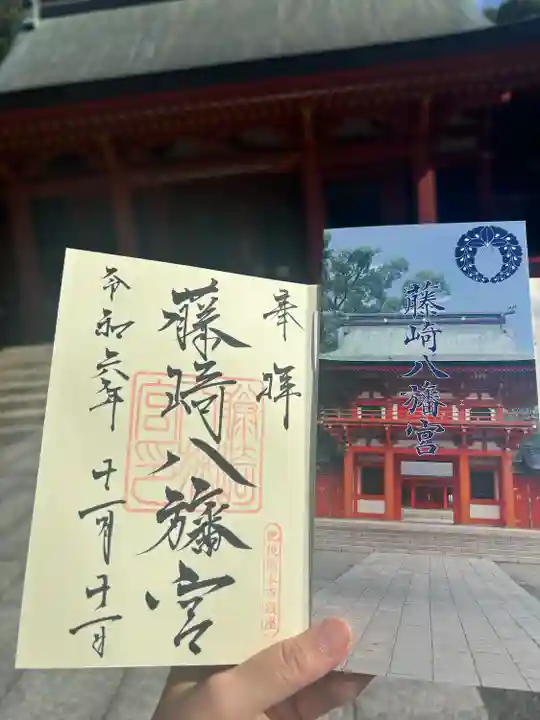 奉拝
藤崎八旛宮
令和六年 十一月 十一日
藤崎八旛宮